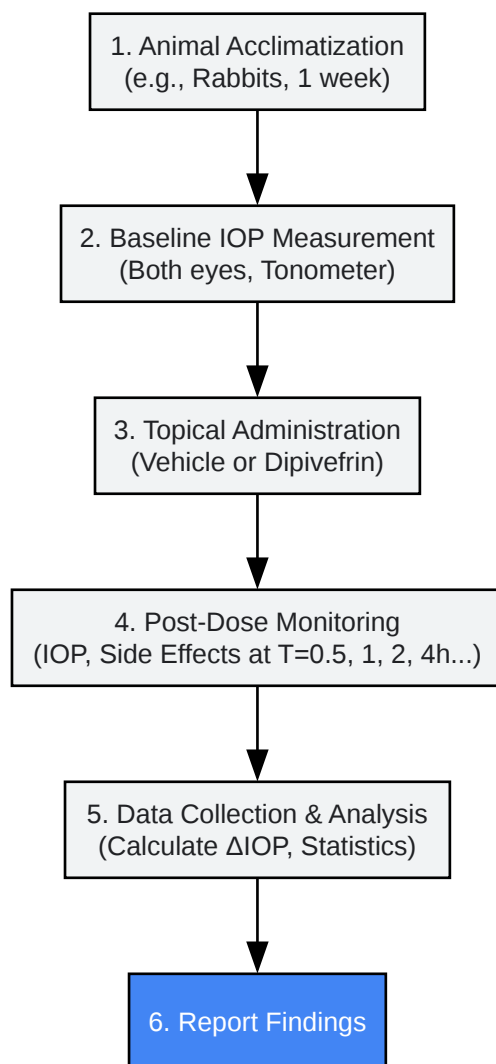 1. Animal Acclimatization
(e.g., Rabbits, 1 week)
2. Baseline IOP Measurement
(Both eyes, Tonometer)
3. Topical Administration
(Vehicle or Dipivefrin)
4. Post-Dose Monitoring
(IOP, Side Effects at T=0.5, 1, 2, 4h...)
5. Data Collection & Analysis
(Calculate ΔIOP, Statistics)
6. Report Findings